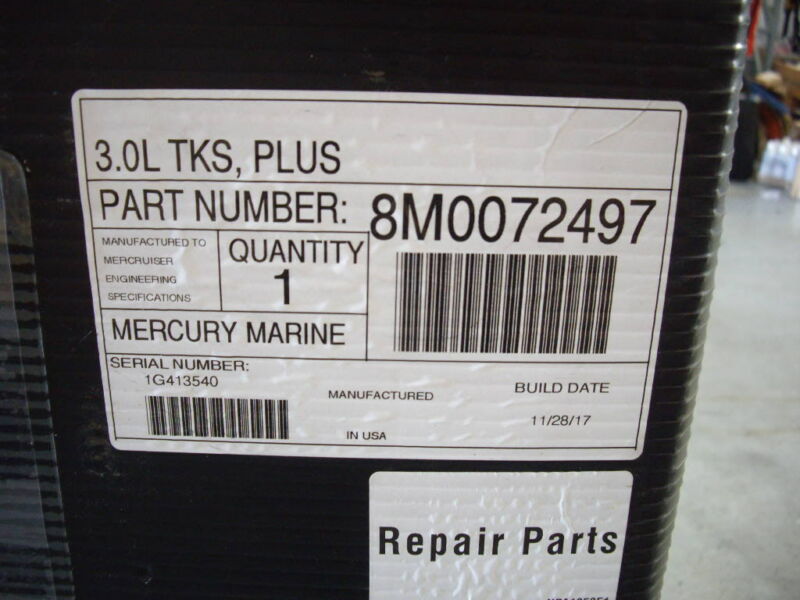 3.0L TKS, PLUS
PART NUMBER: 8M0072497
MANUFACTURED TO
MERCRUISER
ENGINEERING
SPECIFICATIONS
QUANTITY
1
MERCURY MARINE
SERIAL NUMBER:
1G413540
MANUFACTURED
IN USA
BUILD DATE
11/28/17
Repair Parts